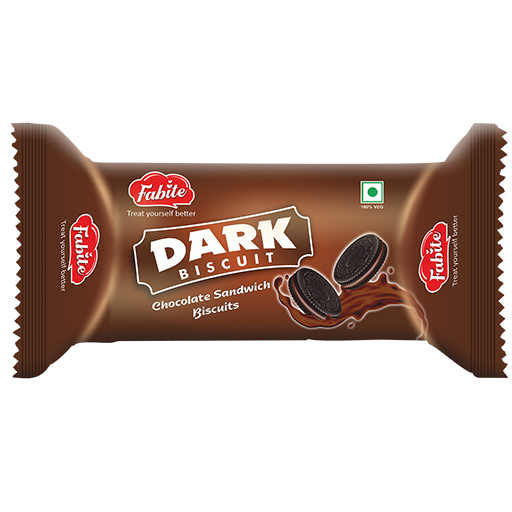 Fabite
Treat yourself better
100% VEG
DARK
BISCUIT
Chocolate Sandwich
Biscuits
Fabite
Treat yourself better
Fabite
Treat yourself better